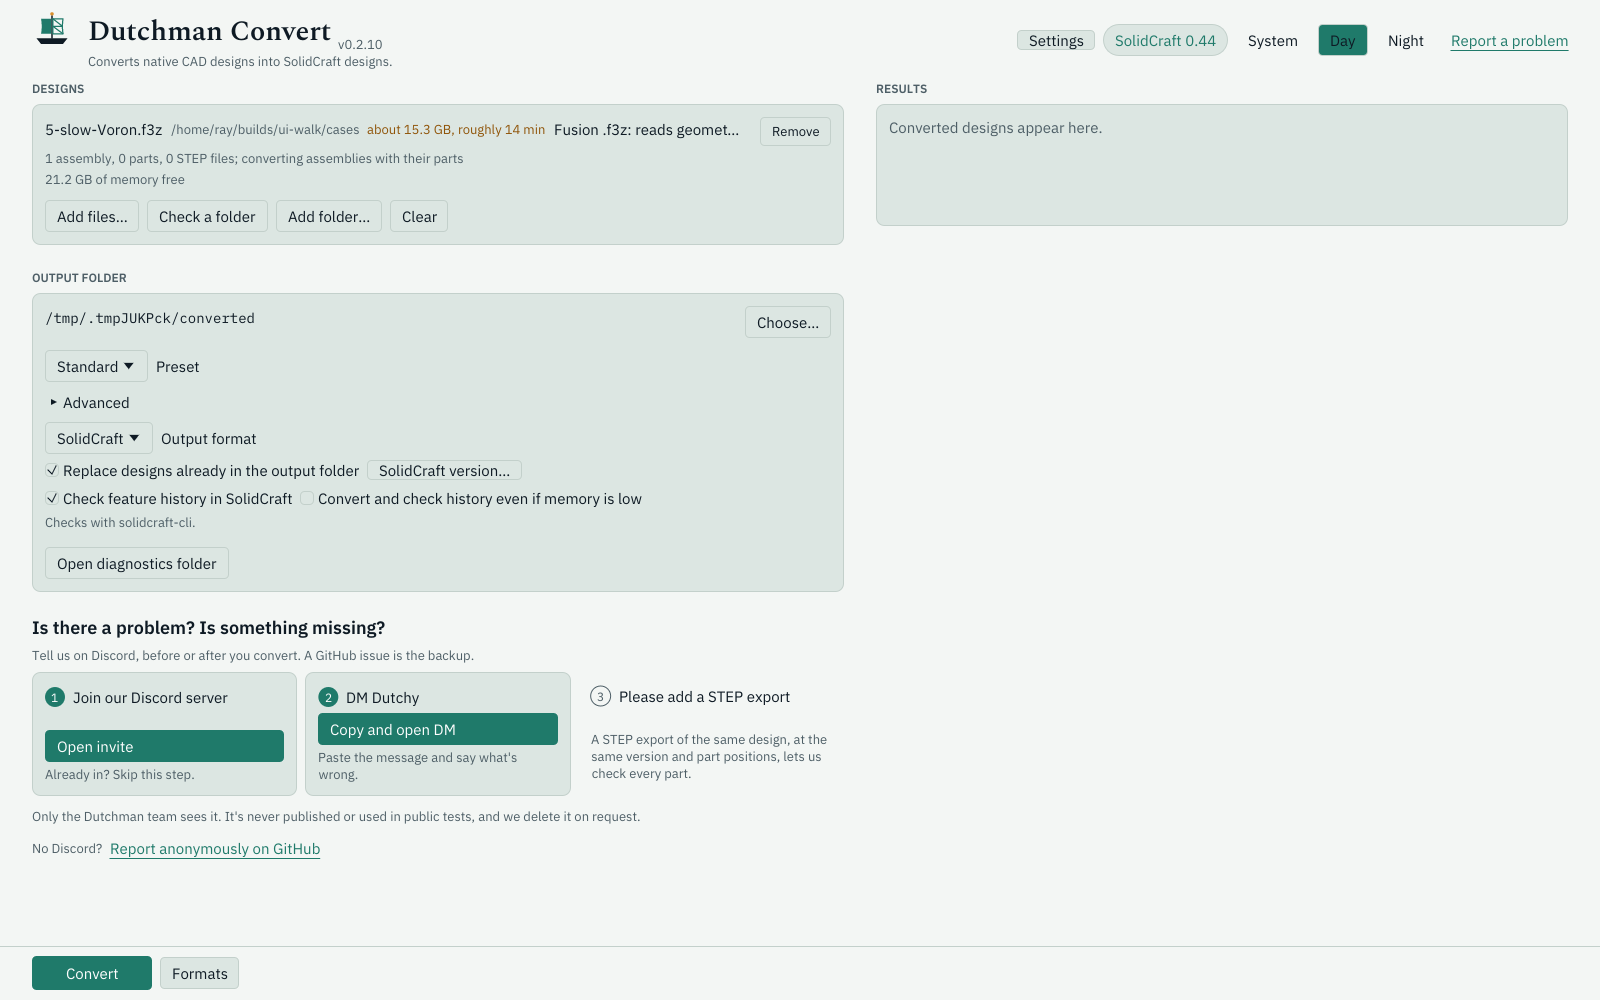 Dutchman Convert v0.2.10
Converts native CAD designs into SolidCraft designs.
Settings SolidCraft 0.44 System Day Night Report a problem
DESIGNS
5-slow-Voron.f3z /home/ray/builds/ui-walk/cases about 15.3 GB, roughly 14 min Fusion .f3z: reads geomet... Remove
1 assembly, 0 parts, 0 STEP files; converting assemblies with their parts
21.2 GB of memory free
Add files... Check a folder Add folder... Clear
RESULTS
Converted designs appear here.
OUTPUT FOLDER
/tmp/.tmpJUKPck/converted Choose...
Standard Preset
Advanced
SolidCraft Output format
Replace designs already in the output folder SolidCraft version...
Check feature history in SolidCraft Convert and check history even if memory is low
Checks with solidcraft-cli.
Open diagnostics folder
Is there a problem? Is something missing?
Tell us on Discord, before or after you convert. A GitHub issue is the backup.
1 Join our Discord server
Open invite
Already in? Skip this step.
2 DM Dutchy
Copy and open DM
Paste the message and say what's
wrong.
3 Please add a STEP export
A STEP export of the same design, at the
same version and part positions, lets us
check every part.
Only the Dutchman team sees it. It's never published or used in public tests, and we delete it on request.
No Discord? Report anonymously on GitHub
Convert Formats